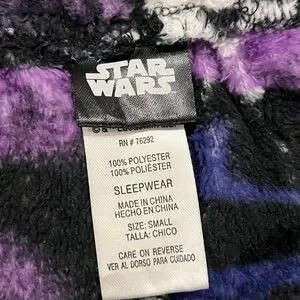 STAR
WARS
RN # 76292
100% POLYESTER
100% POLIÉSTER
SLEEPWEAR
MADE IN CHINA
HECHO EN CHINA
SIZE: SMALL
TALLA: CHICO
CARE ON REVERSE
VER AL DORSO PARA CUIDADO